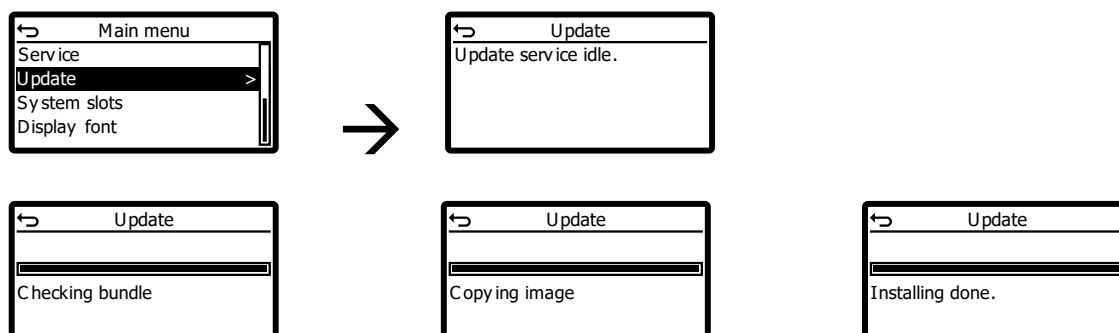 Main menu
Service
Update >
System slots
Display font
Update
Update service idle.
Update
Checking bundle
Update
Copying image
Update
Installing done.